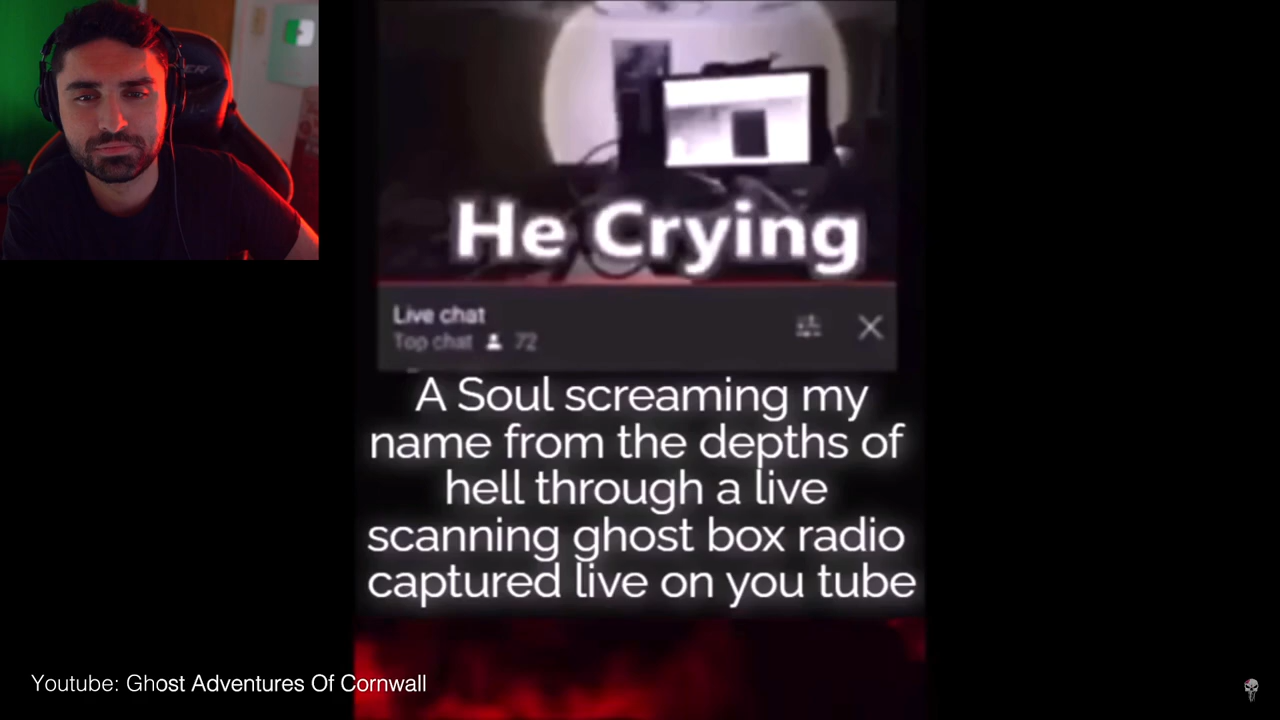 He Crying
Live chat
Top chat 72
A Soul screaming my
name from the depths of
hell through a live
scanning ghost box radio
captured live on you tube
Youtube: Ghost Adventures Of Cornwall